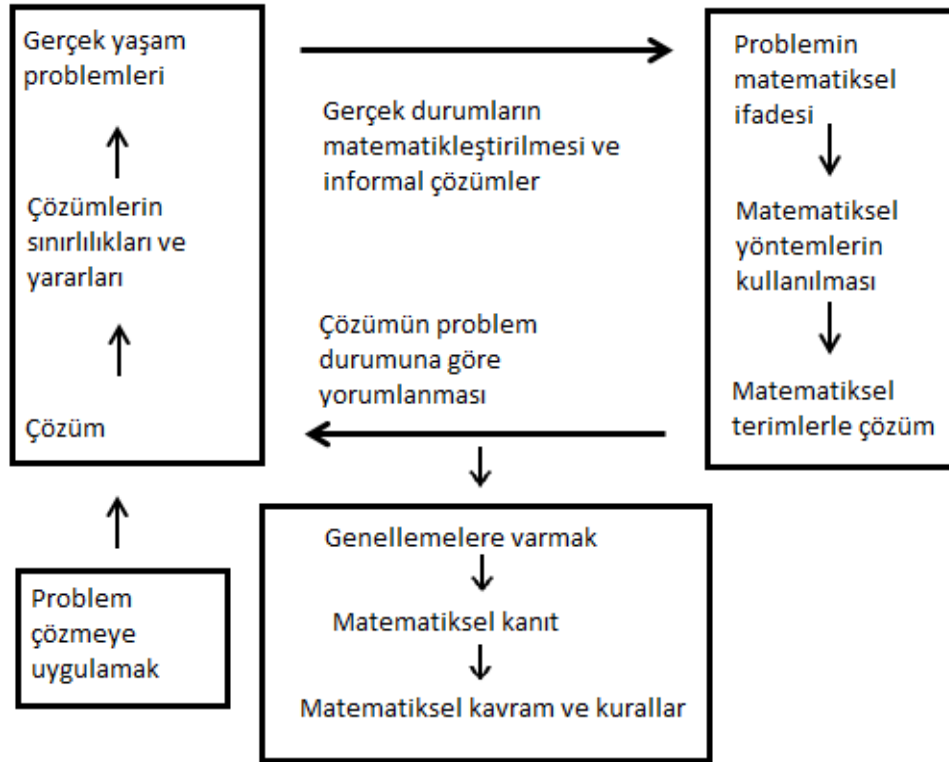 Gerçek yaşam
problemleri
Çözümlerin
sınırlılıkları ve
yararları
Çözüm
Gerçek durumların
matematikleştirilmesi ve
informal çözümler
Çözümün problem
durumuna göre
yorumlanması
Problemin
matematiksel
ifadesi
Matematiksel
yöntemlerin
kullanılması
Matematiksel
terimlerle çözüm
Problem
çözmeye
uygulamak
Genellemelere varmak
Matematiksel kanıt
Matematiksel kavram ve kurallar